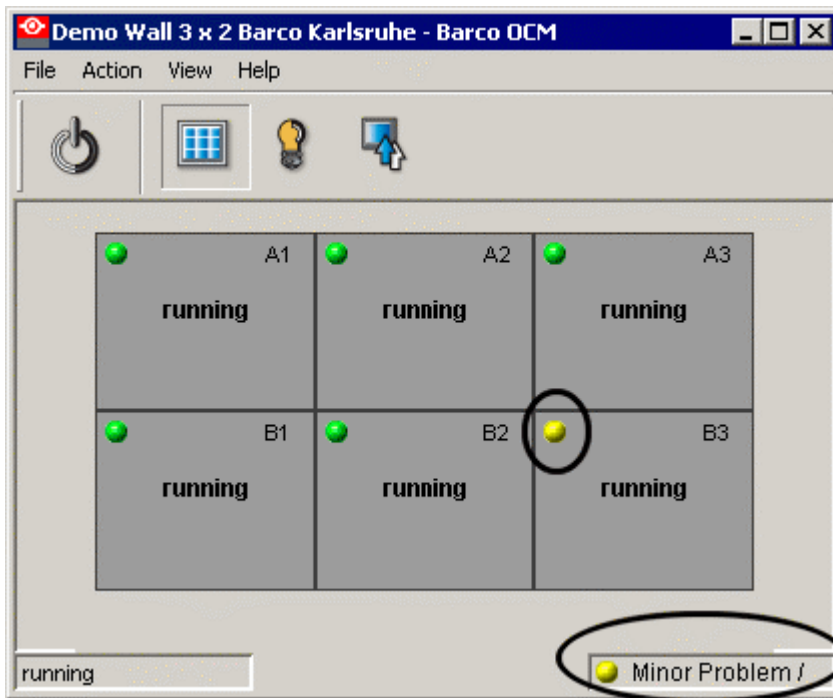 Demo Wall 3 x 2 Barco Karlsruhe - Barco OCM
File Action View Help
A1 A2 A3
running running running
B1 B2 B3
running running running
running Minor Problem /